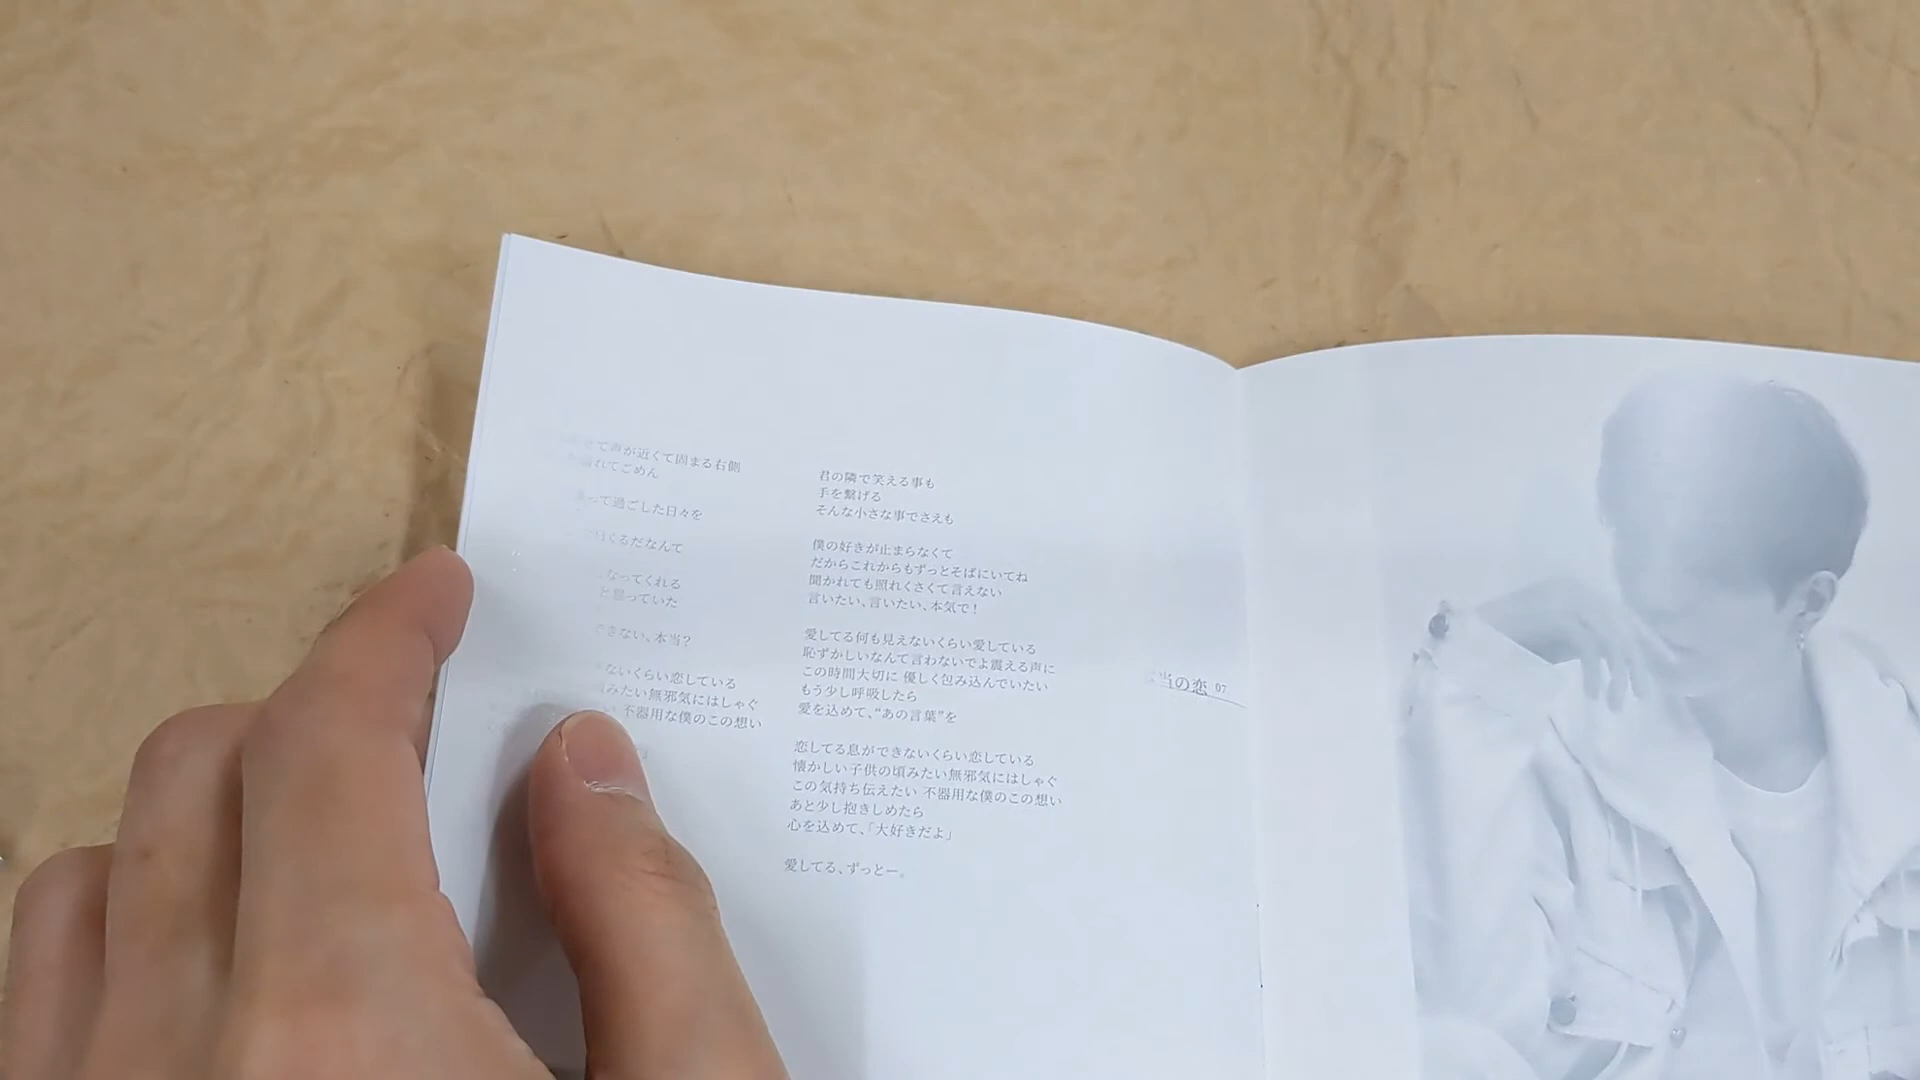 て声が近くて固まる右側
れてごめん
って過ごした日々を
くるだなんて
なってくれる
と思っていた
できない、本当?
ないくらい恋している
みたい無邪気にはしゃぐ
不器用な僕のこの想い
君の隣で笑える事も
手を繋げる
そんな小さな事でさえも
僕の好きが止まらなくて
だからこれからもずっとそばにいてね
聞かれても照れくさくて言えない
言いたい、言いたい、本気で!
愛してる何も見えないくらい愛している
恥ずかしいなんて言わないでよ震える声に
この時間大切に 優しく包み込んでいたい
もう少し呼吸したら
愛を込めて、“あの言葉”を
恋してる息ができないくらい恋している
懐かしい子供の頃みたい無邪気にはしゃぐ
この気持ち伝えたい 不器用な僕のこの想い
あと少し抱きしめたら
心を込めて、「大好きだよ」
愛してる、ずっとー。
当の恋 07